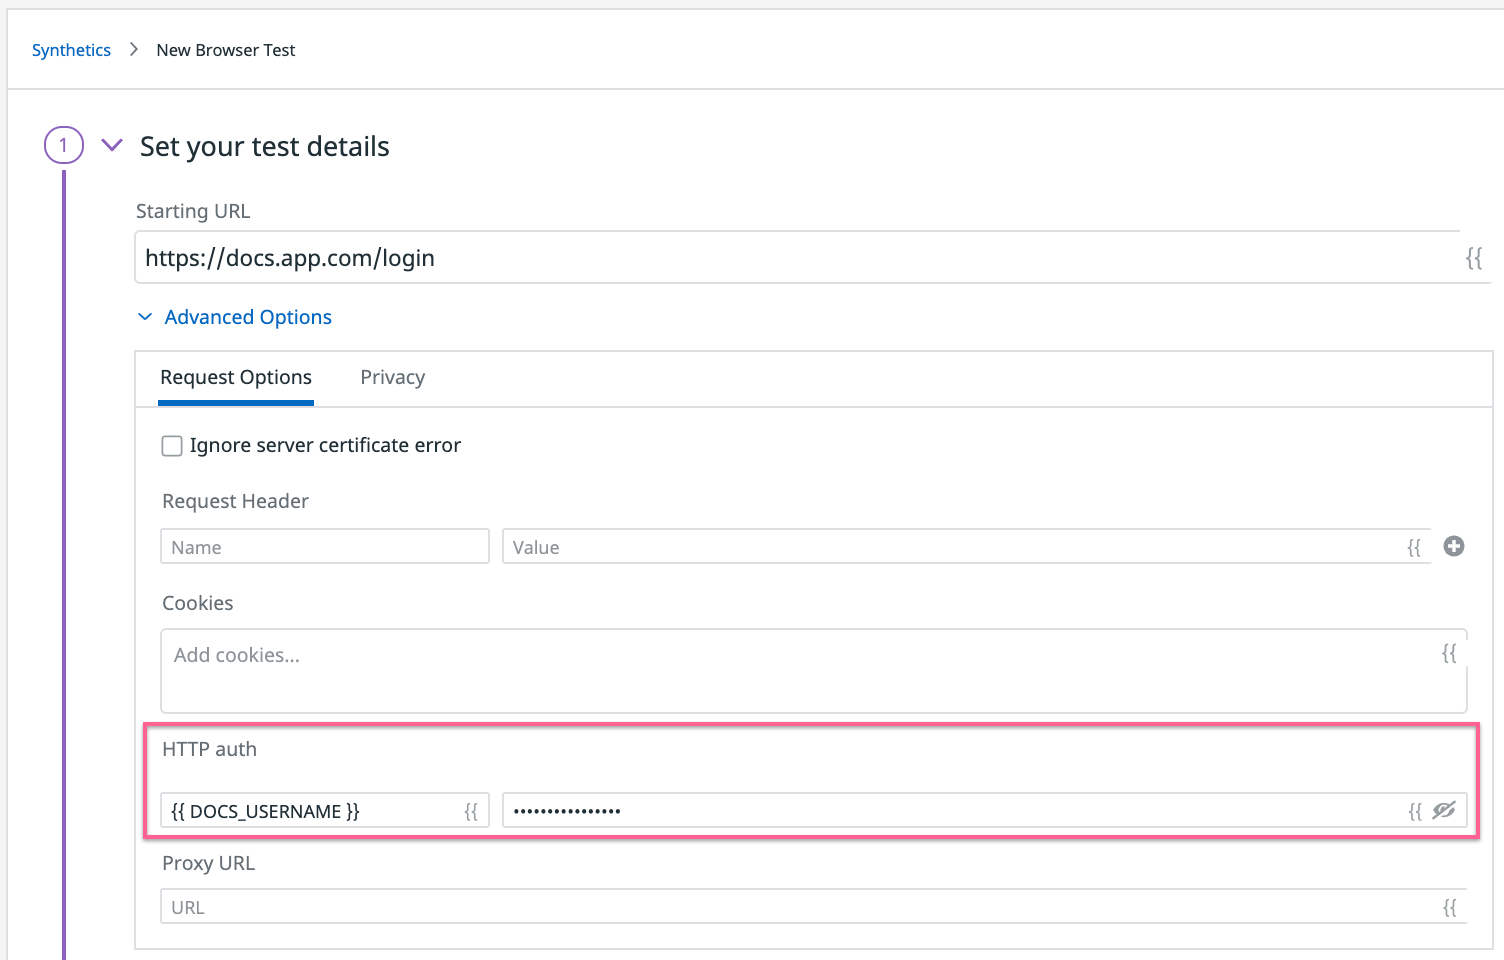 Synthetics > New Browser Test
1 Set your test details
Starting URL
https://docs.app.com/login {{
Advanced Options
Request Options Privacy
Ignore server certificate error
Request Header
Name Value {{
Cookies
Add cookies... {{
HTTP auth
{{ DOCS_USERNAME }} {{ •••••••••••••••• {{
Proxy URL
URL {{